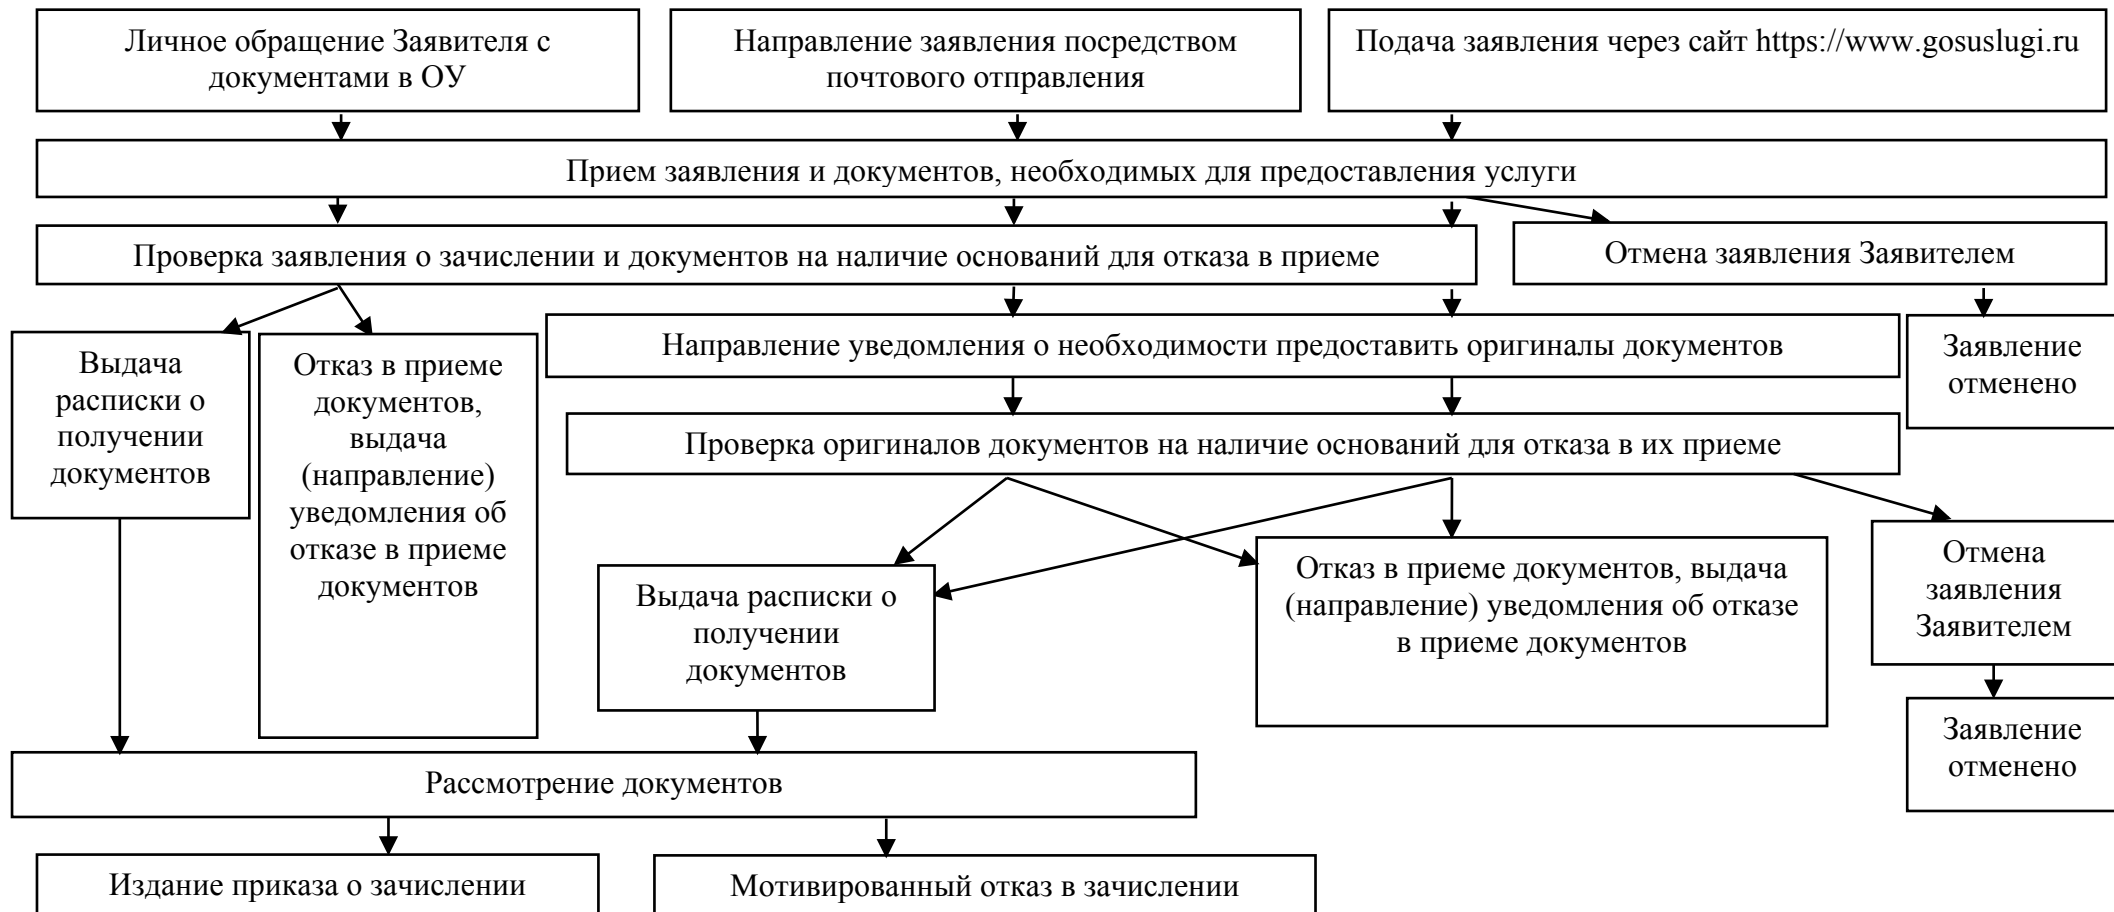 Личное обращение Заявителя с
документами в ОУ
Направление заявления посредством
почтового отправления
Подача заявления через сайт https://www.gosuslugi.ru
Прием заявления и документов, необходимых для предоставления услуги
Проверка заявления о зачислении и документов на наличие оснований для отказа в приеме
Отмена заявления Заявителем
Выдача
расписки о
получении
документов
Отказ в приеме
документов,
выдача
(направление)
уведомления об
отказе в приеме
документов
Направление уведомления о необходимости предоставить оригиналы документов
Заявление
отменено
Проверка оригиналов документов на наличие оснований для отказа в их приеме
Выдача расписки о
получении
документов
Отказ в приеме документов, выдача
(направление) уведомления об отказе
в приеме документов
Отмена
заявления
Заявителем
Заявление
отменено
Рассмотрение документов
Издание приказа о зачислении
Мотивированный отказ в зачислении